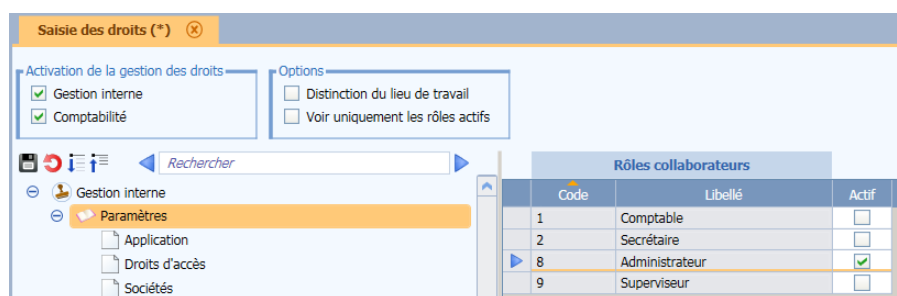 Saisie des droits (*)
Activation de la gestion des droits
Options
Gestion interne
Distinction du lieu de travail
Comptabilité
Voir uniquement les rôles actifs
Rechercher
Rôles collaborateurs
Gestion interne
Code Libellé Actif
Paramètres
1 Comptable
Application
2 Secrétaire
Droits d'accès
8 Administrateur
Sociétés
9 Superviseur